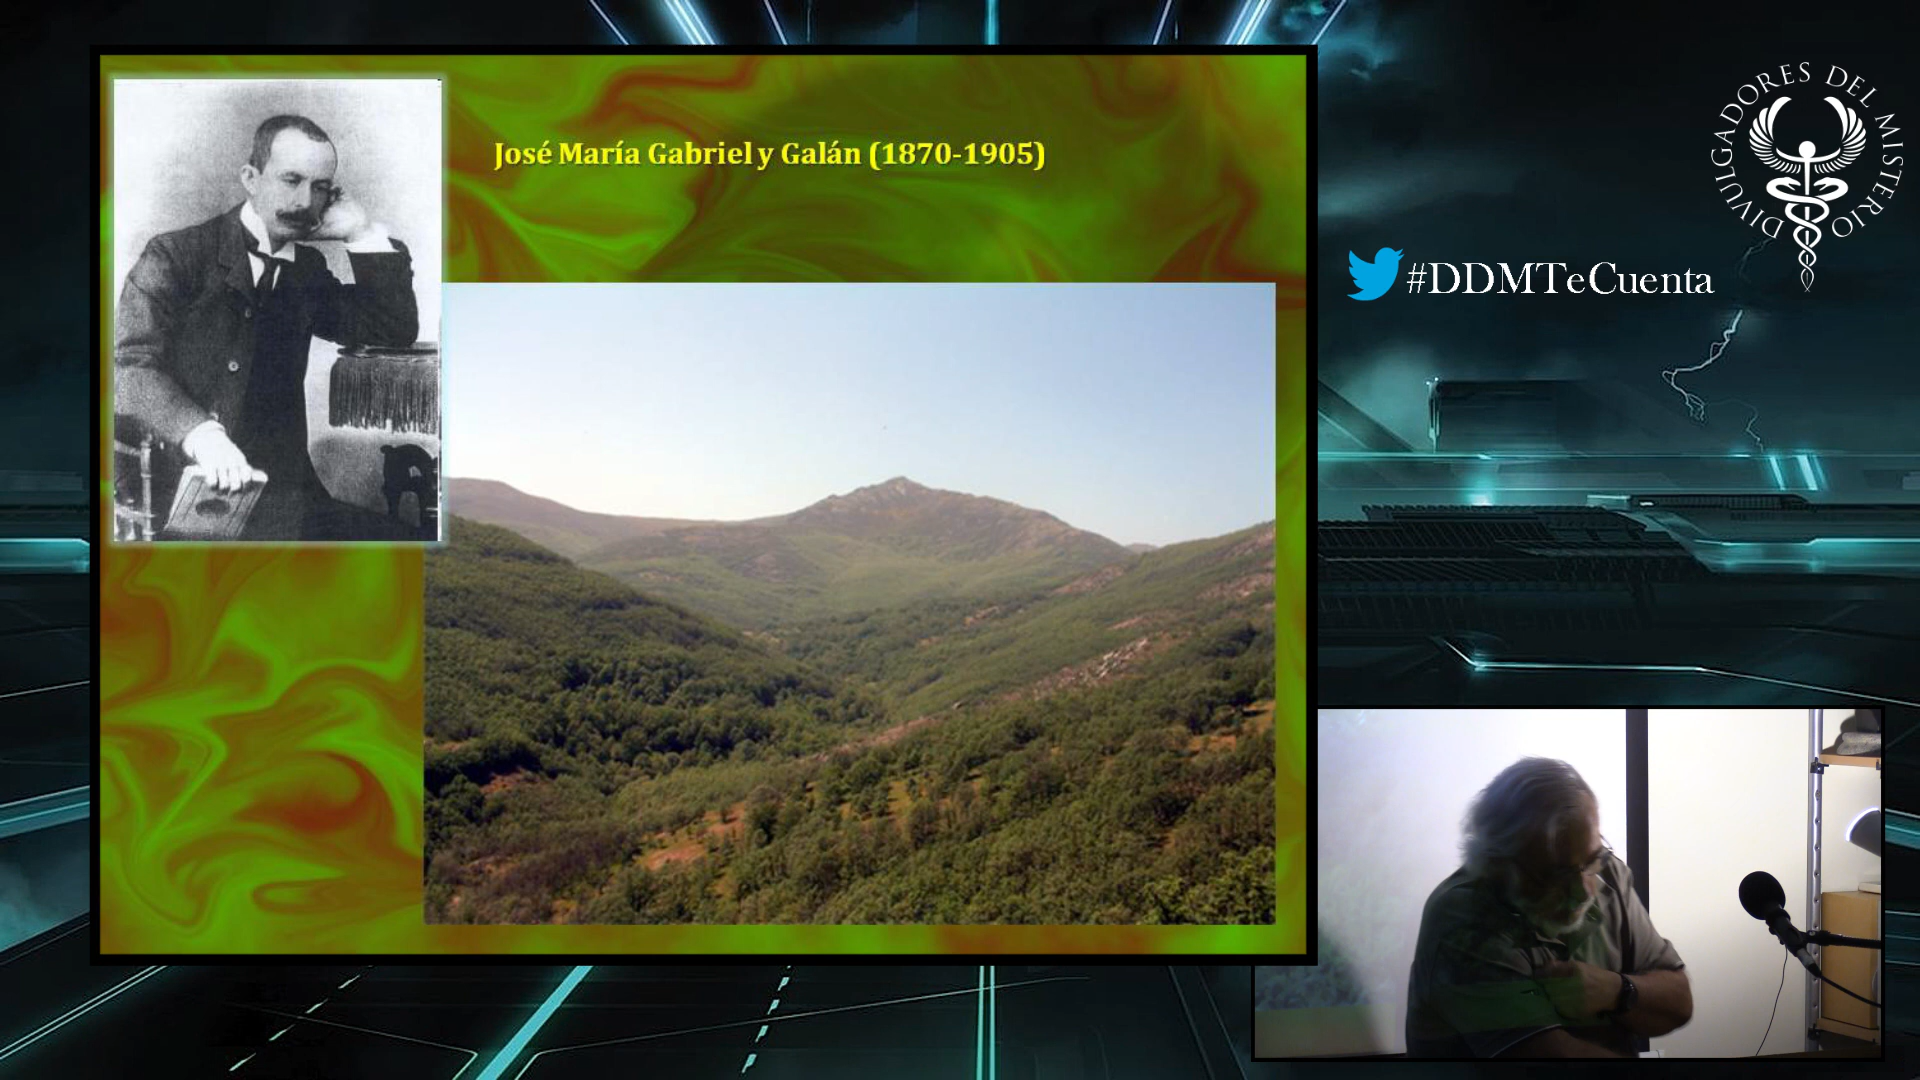 José María Gabriel y Galán (1870-1905)
DIVULGADORES DEL MISTERIO
#DDMTeCuenta